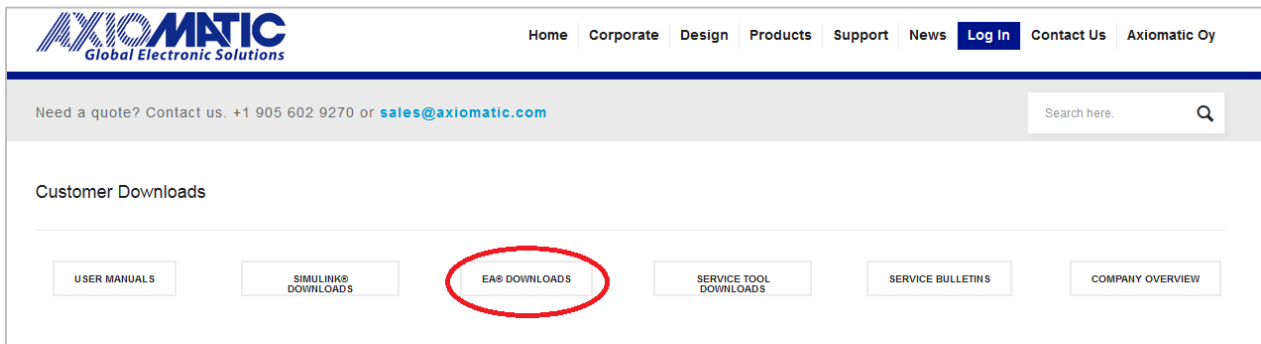 AXIOMATIC
Global Electronic Solutions
Home Corporate Design Products Support News Log In Contact Us Axiomatic Oy
Need a quote? Contact us. +1 905 602 9270 or sales@axiomatic.com
Search here.
Customer Downloads
USER MANUALS
SIMULINK®
DOWNLOADS
EA® DOWNLOADS
SERVICE TOOL
DOWNLOADS
SERVICE BULLETINS
COMPANY OVERVIEW